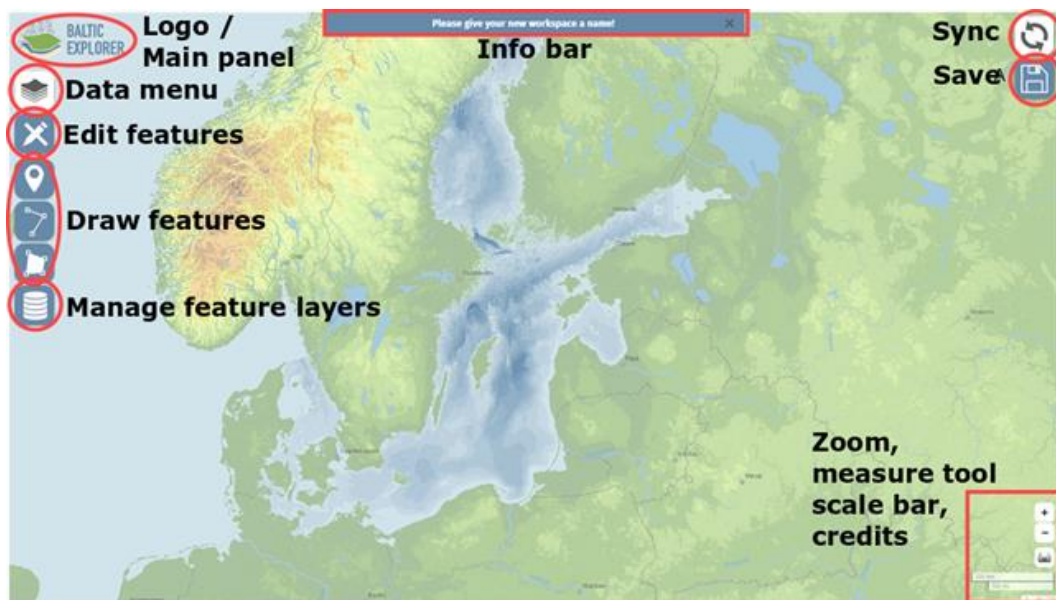 Please give your new workspace a name!
BALTIC
EXPLORER
Logo /
Main panel
Info bar
Sync
Data menu
Save
Edit features
Draw features
Manage feature layers
Zoom,
measure tool
scale bar,
credits